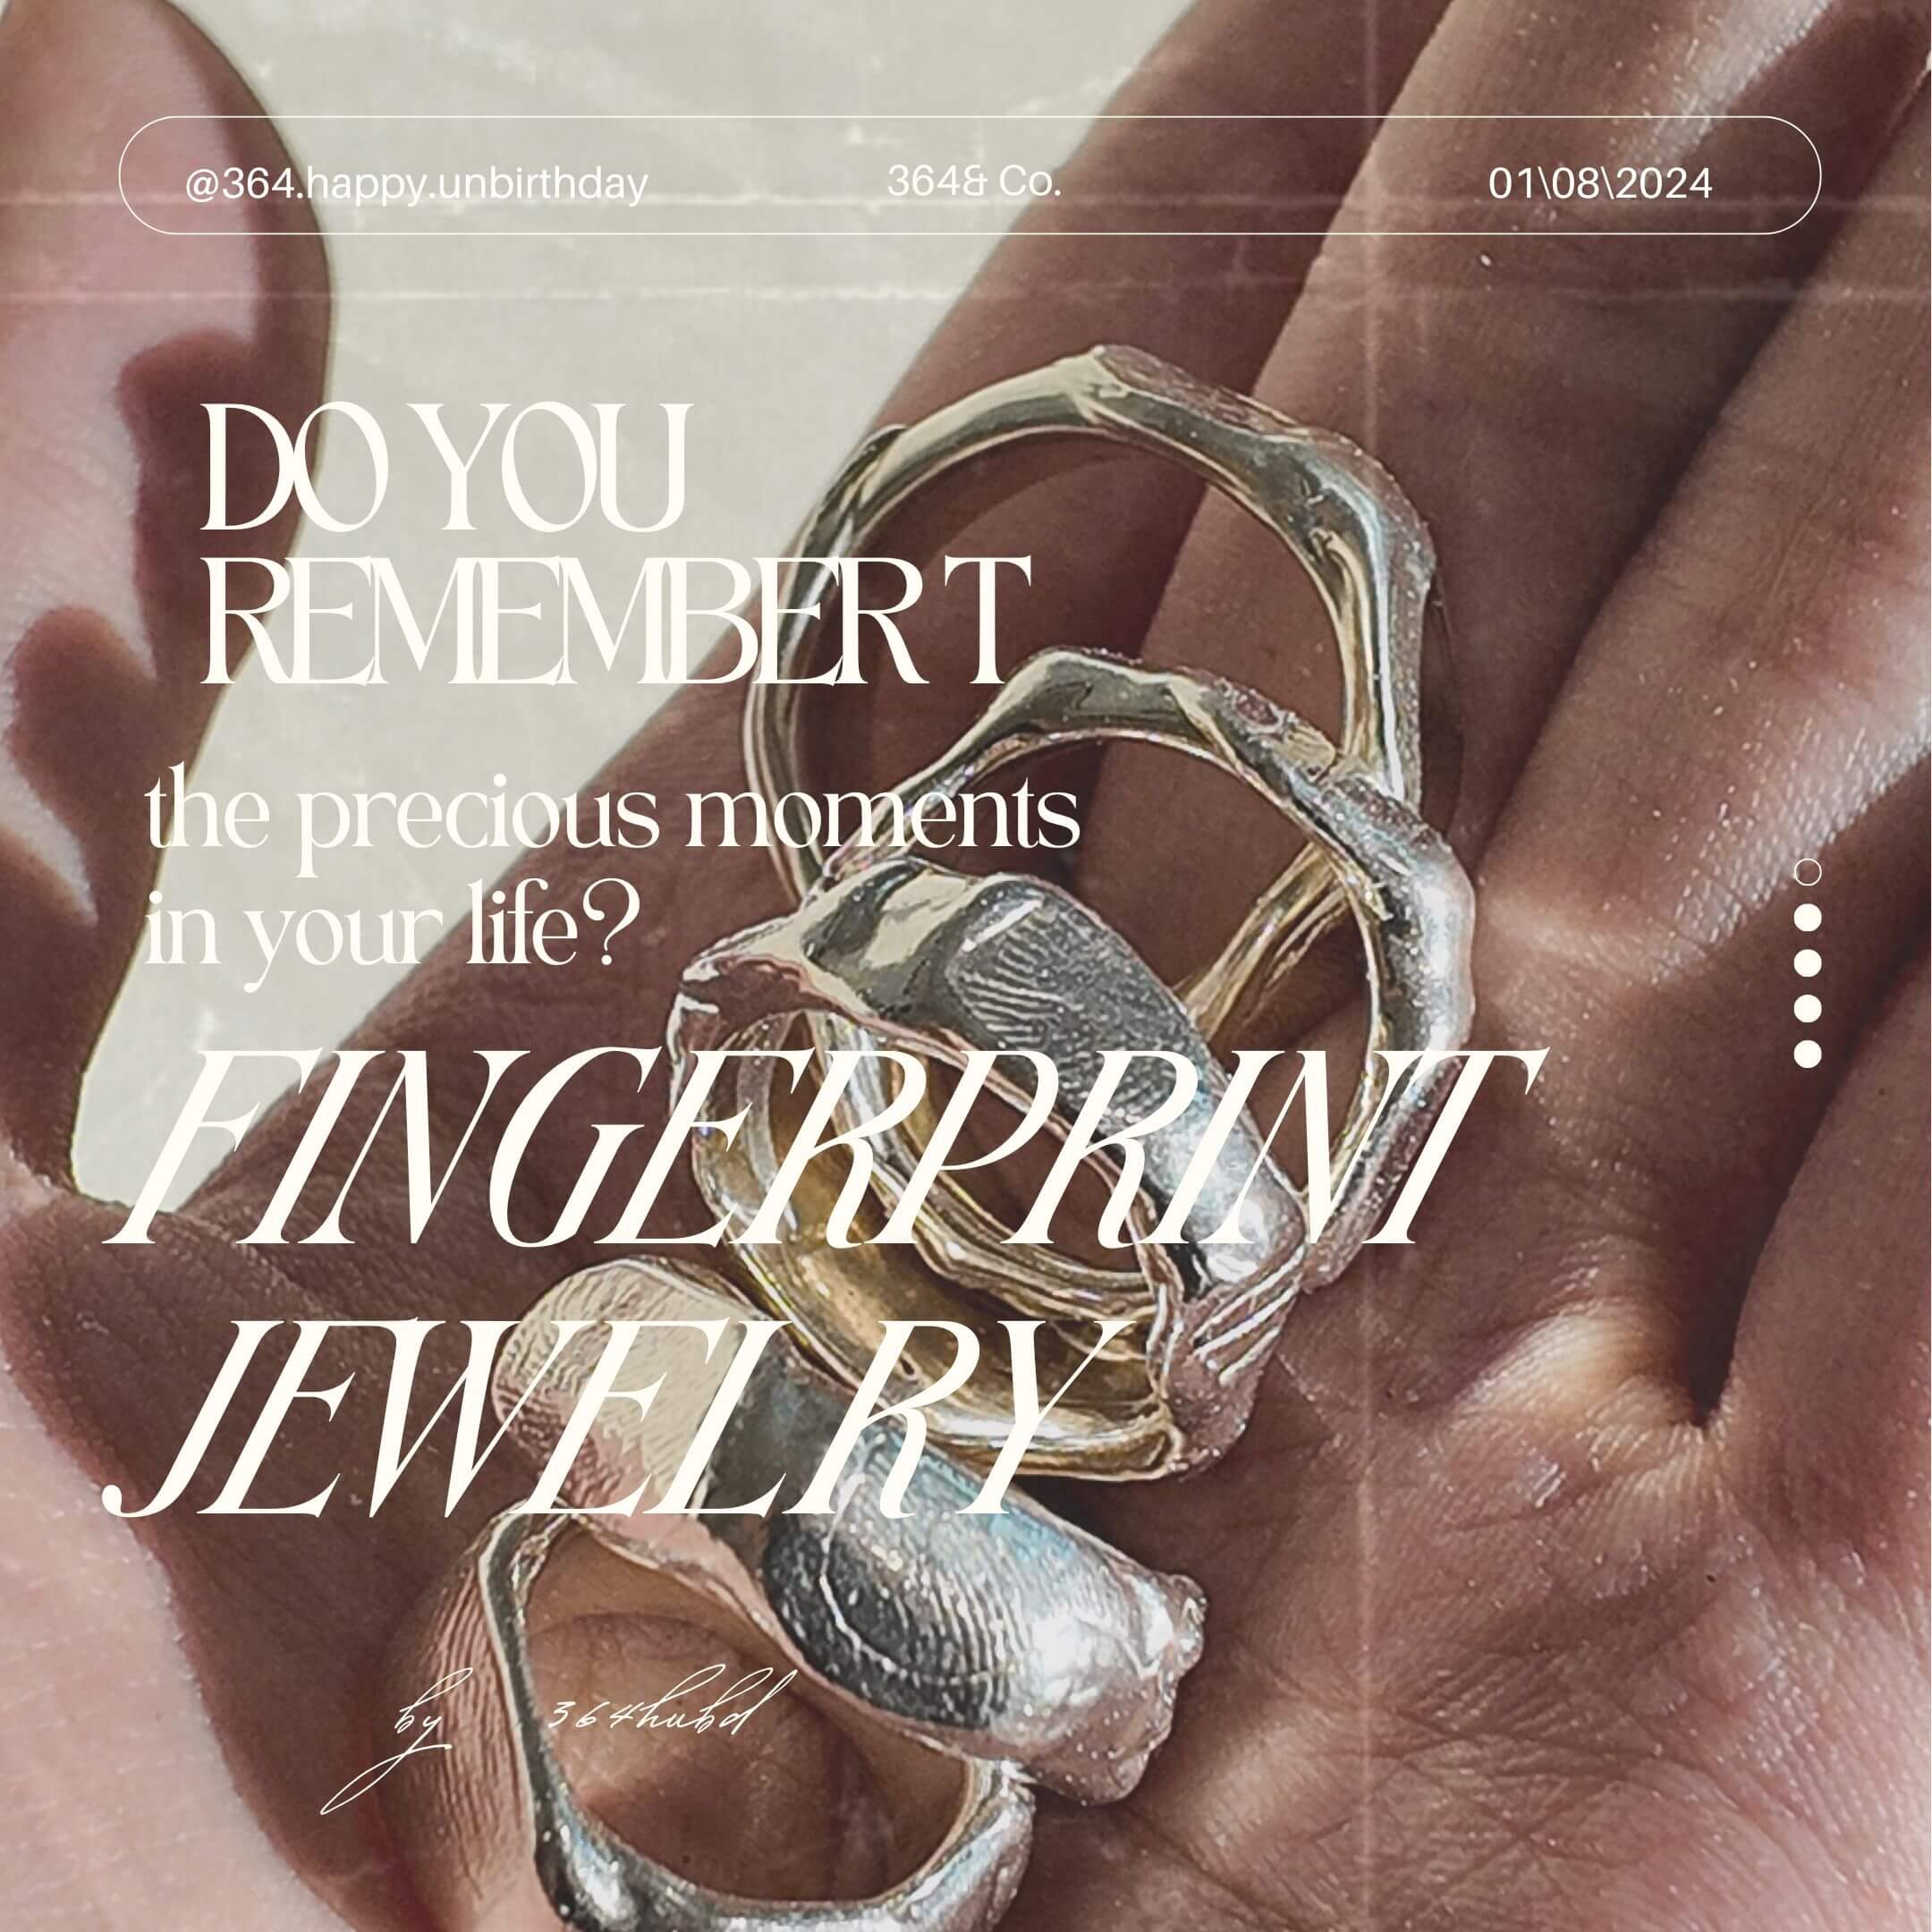 @364.happy.unbirthday 364& Co. 01\08\2024
DO YOU
REMEMBER T
the precious moments
in your life?
FINGERPRINT
JEWELRY
by 364hubd